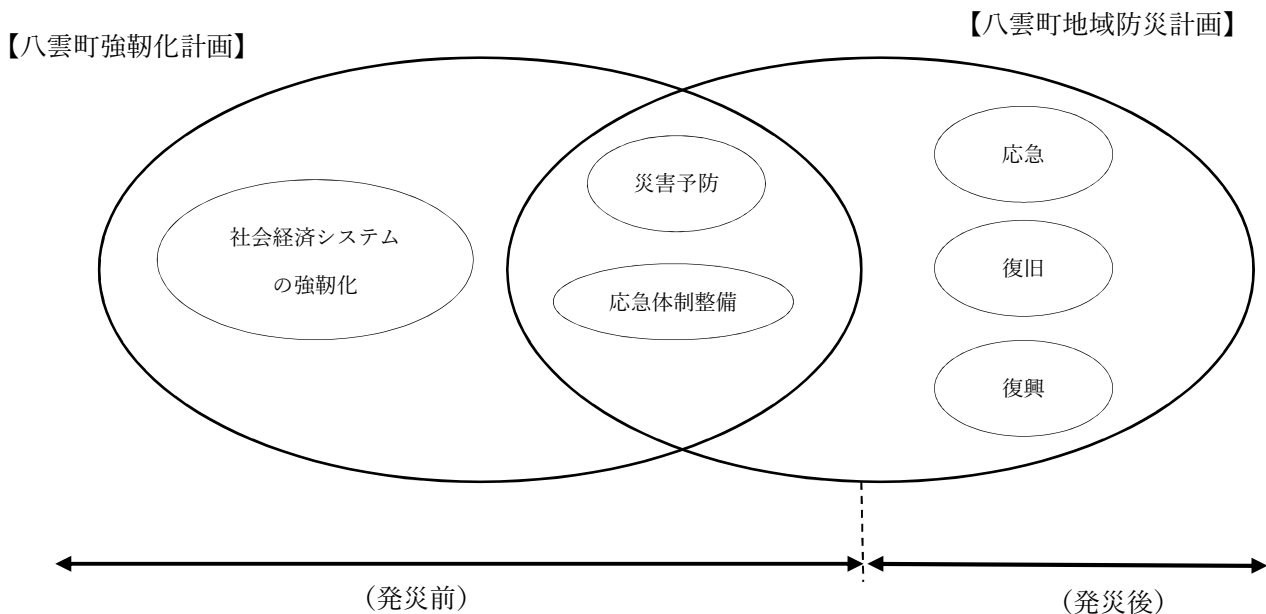 【八雲町強靭化計画】
【八雲町地域防災計画】
社会経済システム
の強靭化
災害予防
応急体制整備
応急
復旧
復興
（発災前）
（発災後）